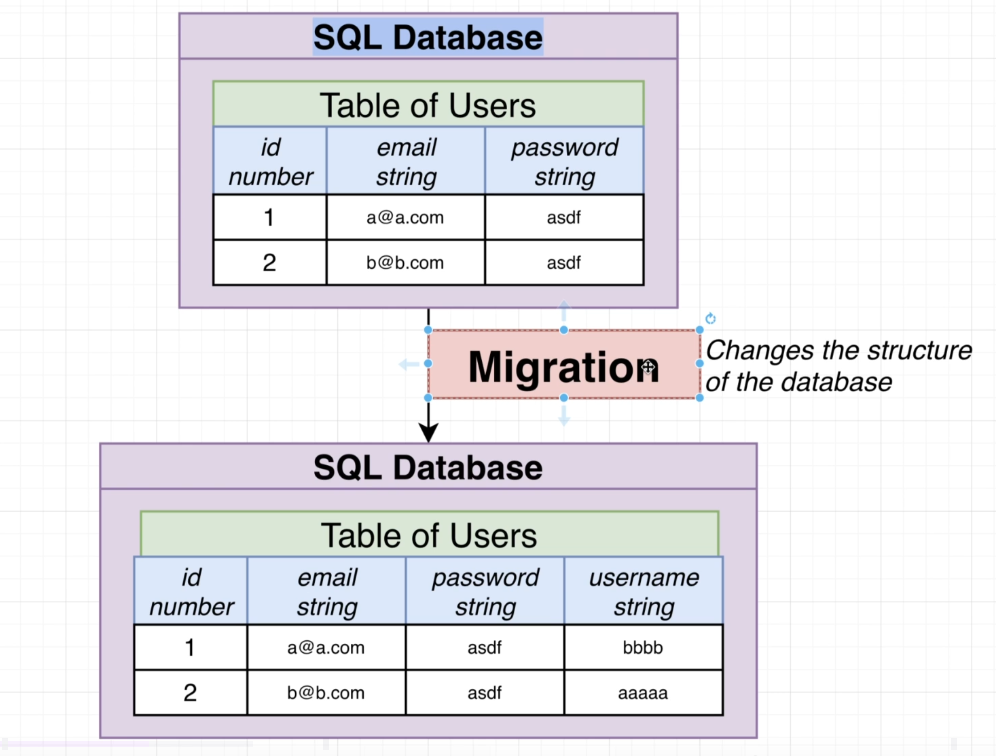 SQL Database
Table of Users
id number email string password string
1 a@a.com asdf
2 b@b.com asdf
Migration
Changes the structure
of the database
SQL Database
Table of Users
id number email string password string username string
1 a@a.com asdf bbbb
2 b@b.com asdf aaaaa